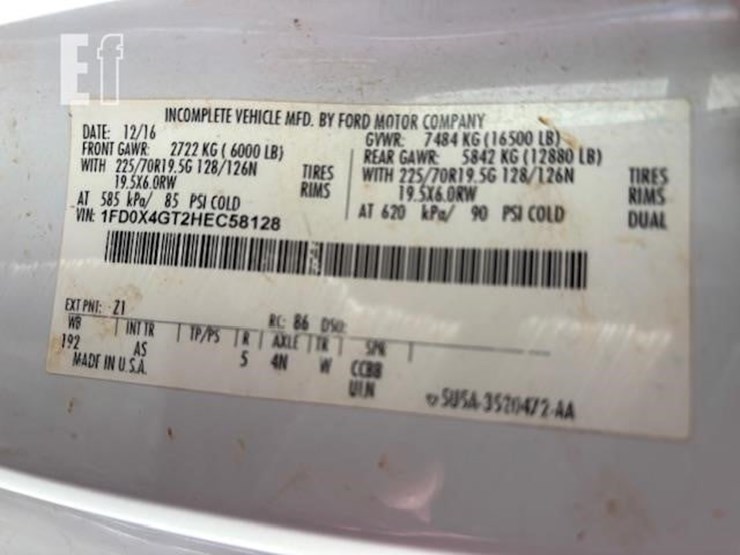 Ef
INCOMPLETE VEHICLE MFD. BY FORD MOTOR COMPANY
DATE: 12/16 GVWR: 7484 KG (16500 LB)
FRONT GAWR: 2722 KG (6000 LB) REAR GAWR: 5842 KG (12880 LB)
WITH 225/70R19.5G 128/126N TIRES WITH 225/70R19.5G 128/126N TIRES
19.5X6.0RW RIMS 19.5X6.0RW RIMS
AT 585 kPa/ 85 PSI COLD AT 620 kPa/ 90 PSI COLD DUAL
VIN: 1FD0X4GT2HEC58128
EXT PNT: Z1 RC: 86 DSO:
WB INT TR TP/PS R AXLE TR SPR
192 AS 5 4N W CCBB
MADE IN U.S.A.
5U5A-3520472-AA